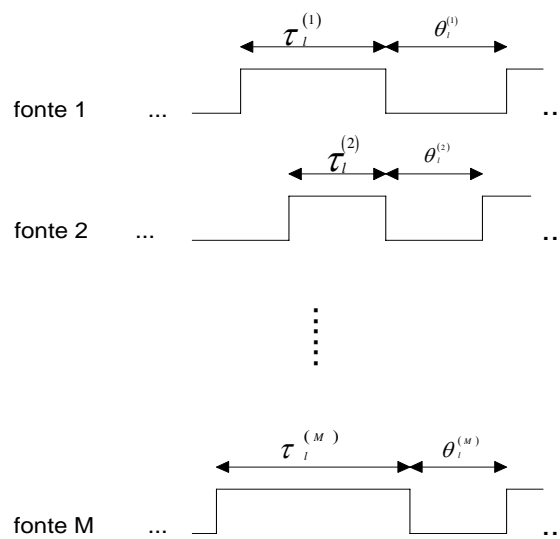 τ_l^(1) θ_l^(1)
fonte 1 ... ..
τ_l^(2) θ_l^(2)
fonte 2 ... ..
τ_l^(M) θ_l^(M)
fonte M ... ..